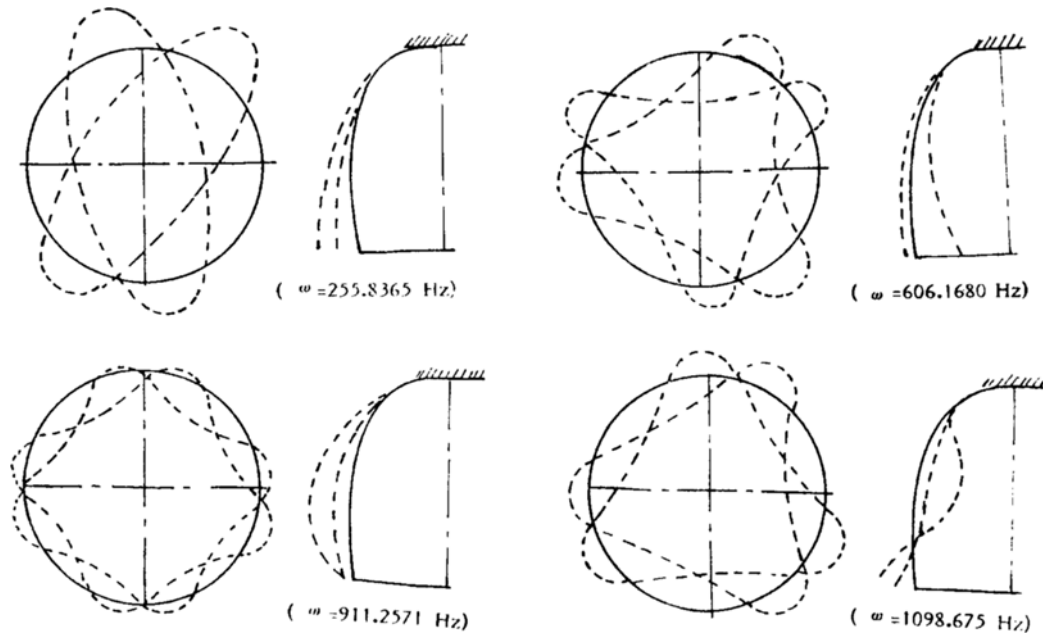 ( ω =255.8365 Hz)
( ω =606.1680 Hz)
( ω =911.2571 Hz)
( ω =1098.675 Hz)